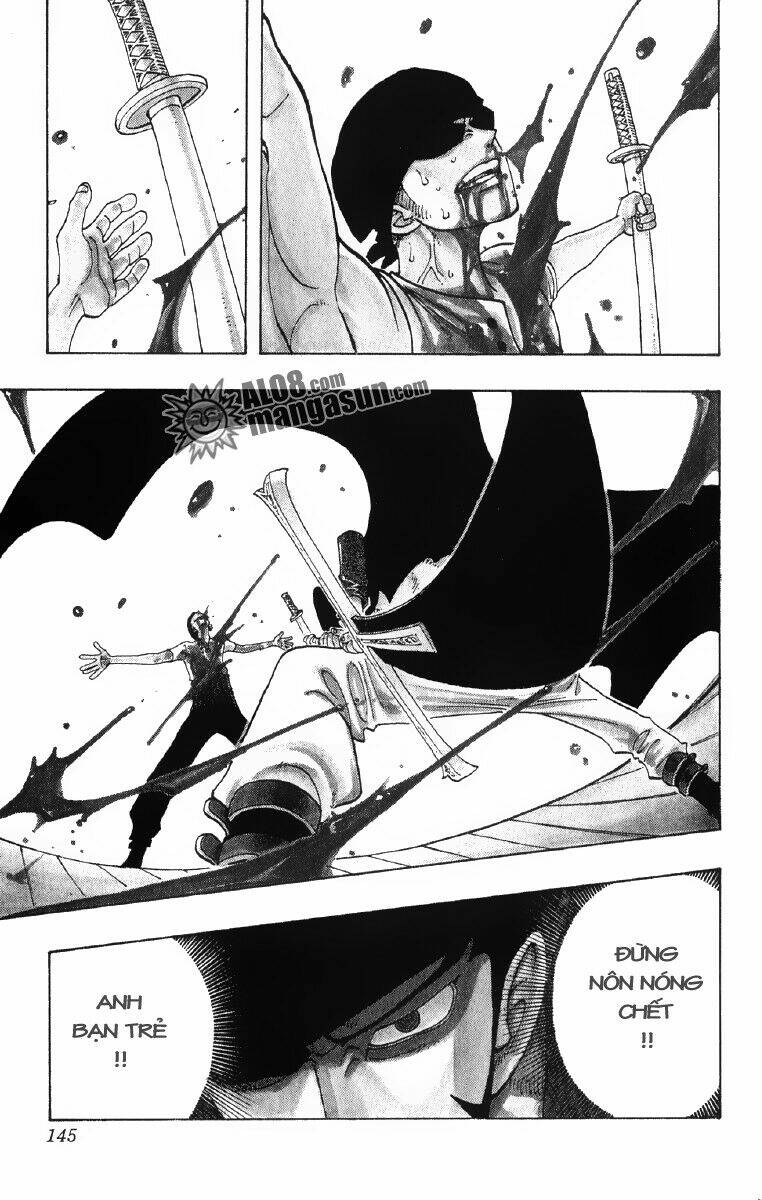 ALO8.com
mangasun.com
ĐỪNG
NÔN NÓNG
CHẾT
!!
ANH
BẠN TRẺ
!!
145